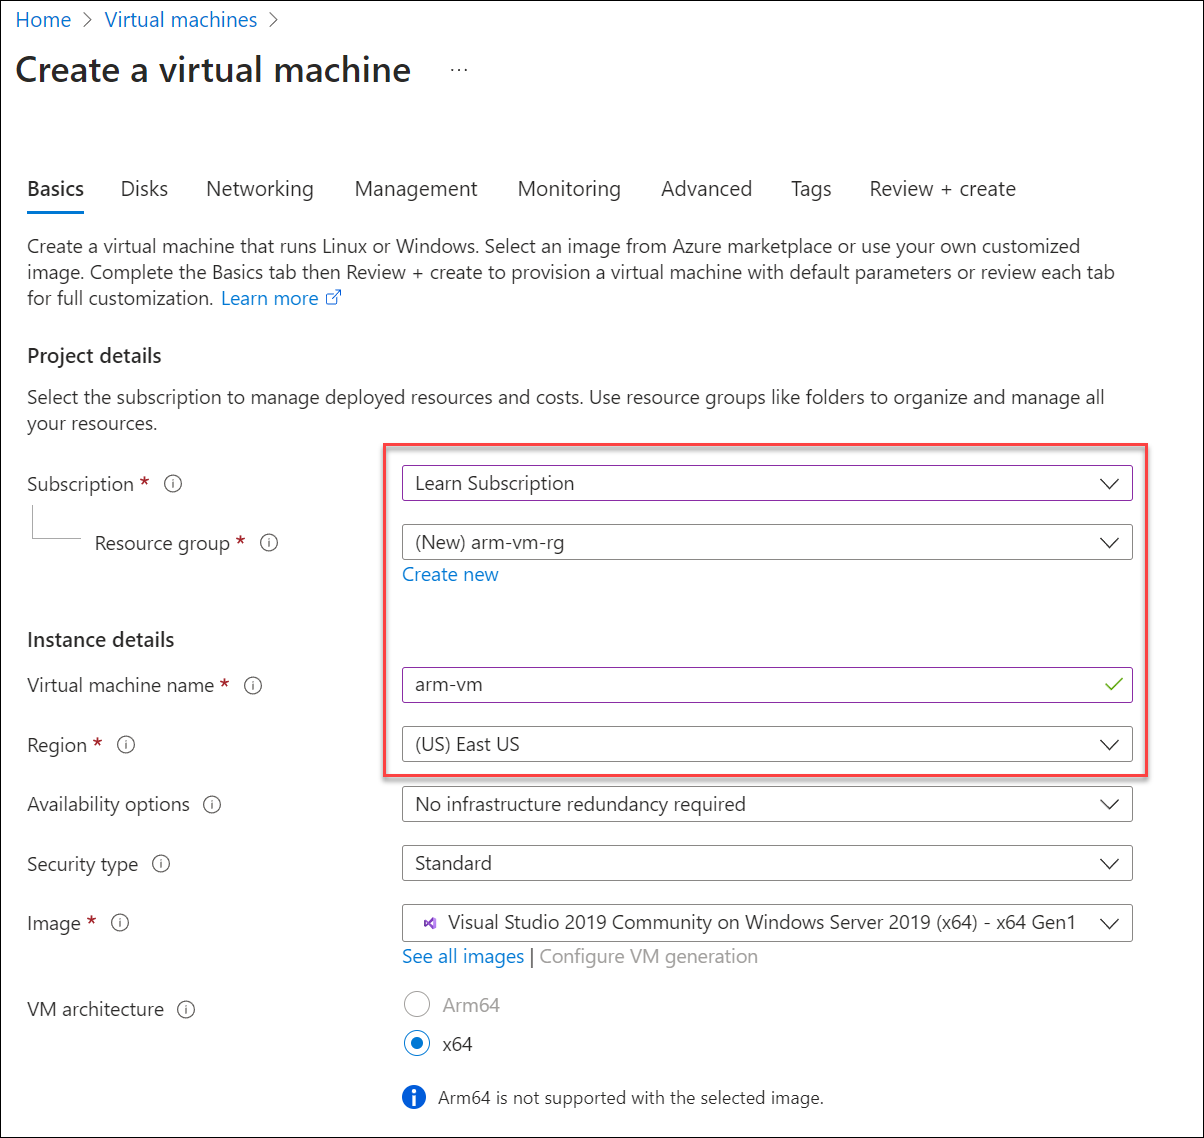 Home > Virtual machines >
Create a virtual machine ...
Basics Disks Networking Management Monitoring Advanced Tags Review + create
Create a virtual machine that runs Linux or Windows. Select an image from Azure marketplace or use your own customized
image. Complete the Basics tab then Review + create to provision a virtual machine with default parameters or review each tab
for full customization. Learn more
Project details
Select the subscription to manage deployed resources and costs. Use resource groups like folders to organize and manage all
your resources.
Subscription * Learn Subscription
Resource group * (New) arm-vm-rg
Create new
Instance details
Virtual machine name * arm-vm
Region * (US) East US
Availability options No infrastructure redundancy required
Security type Standard
Image * Visual Studio 2019 Community on Windows Server 2019 (x64) - x64 Gen1
See all images | Configure VM generation
VM architecture Arm64
x64
Arm64 is not supported with the selected image.